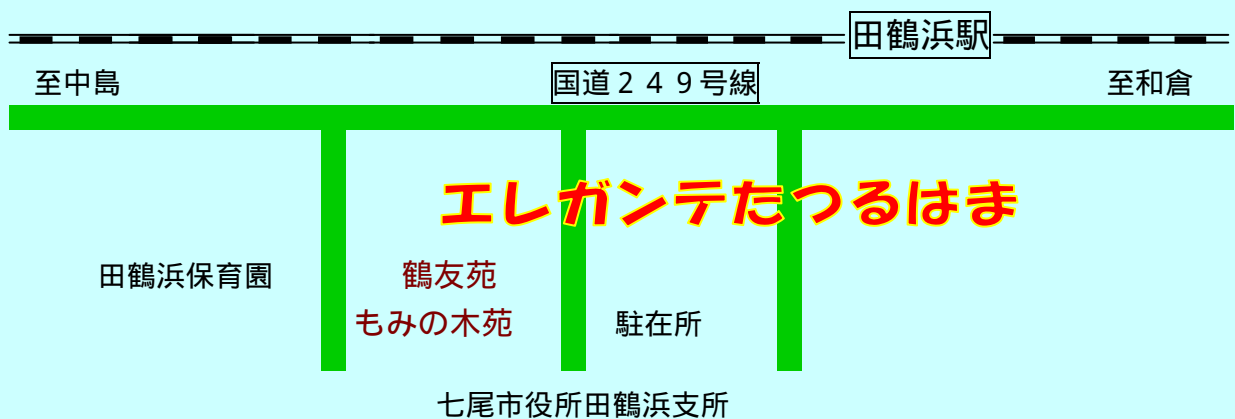 田鶴浜駅
至中島
国道２４９号線
至和倉
エレガンテたつるはま
田鶴浜保育園
鶴友苑
もみの木苑
駐在所
七尾市役所田鶴浜支所